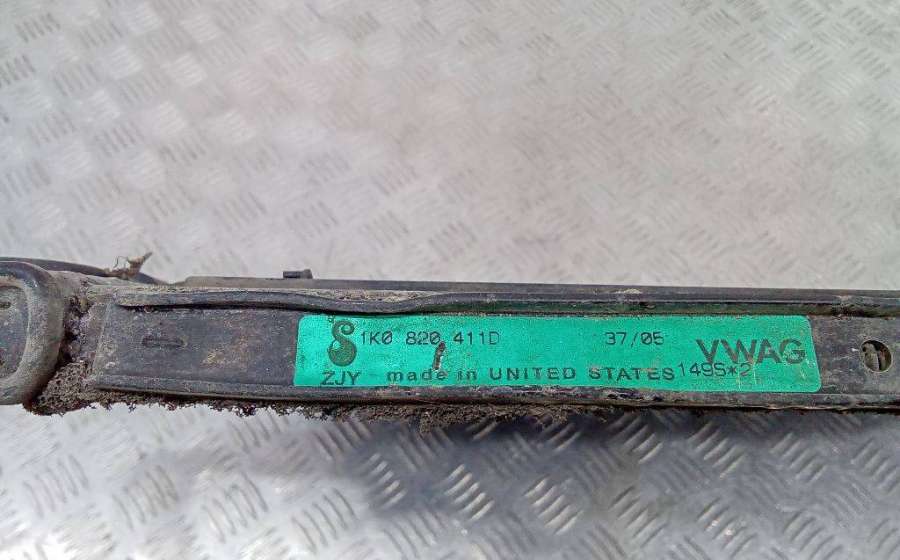 1K0 820 411D 37/05 VWAG
ZJY made in UNITED STATES 1495*2